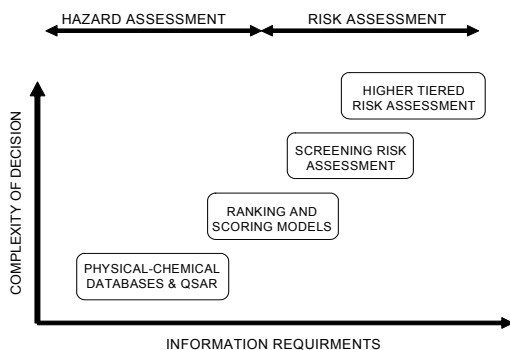 HAZARD ASSESSMENT
RISK ASSESSMENT
HIGHER TIERED
RISK ASSESSMENT
SCREENING RISK
ASSESSMENT
RANKING AND
SCORING MODELS
PHYSICAL-CHEMICAL
DATABASES & QSAR
COMPLEXITY OF DECISION
INFORMATION REQUIRMENTS